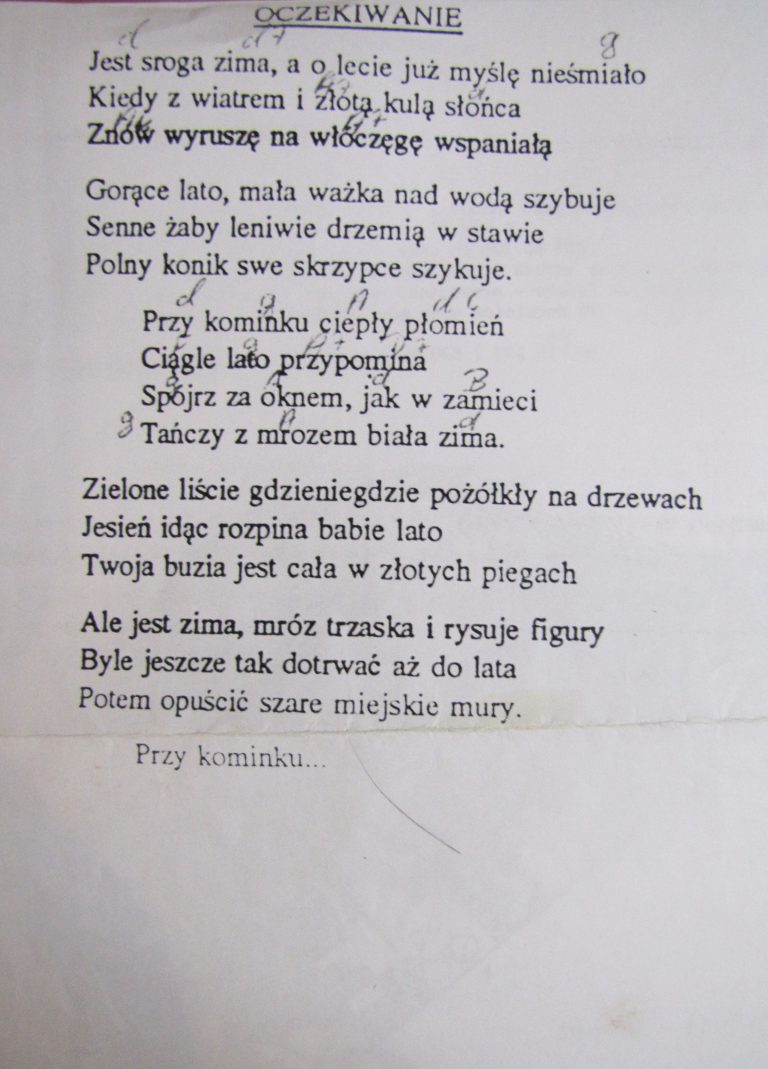 OCZEKIWANIE
d d7 g
Jest sroga zima, a o lecie już myślę nieśmiało
Kiedy z wiatrem i złotą kulą słońca
Znów wyruszę na włóczęgę wspaniałą
Gorące lato, mała ważka nad wodą szybuje
Senne żaby leniwie drzemią w stawie
Polny konik swe skrzypce szykuje.
d g A d C
Przy kominku ciepły płomień
Ciągle lato przypomina
g A d B
Spójrz za oknem, jak w zamieci
g A d
Tańczy z mrozem biała zima.
Zielone liście gdzieniegdzie pożółkły na drzewach
Jesień idąc rozpina babie lato
Twoja buzia jest cała w złotych piegach
Ale jest zima, mróz trzaska i rysuje figury
Byle jeszcze tak dotrwać aż do lata
Potem opuścić szare miejskie mury.
Przy kominku...